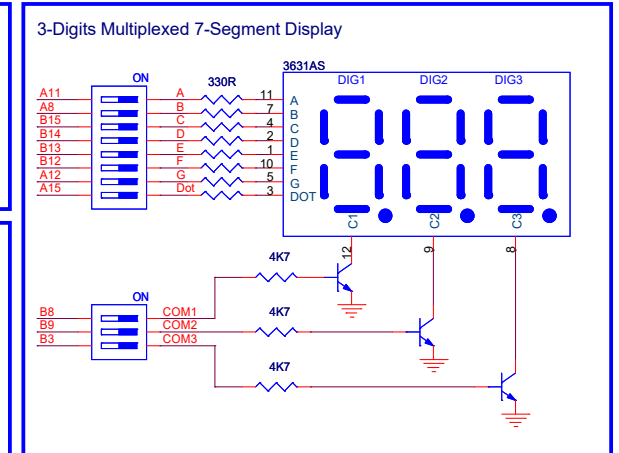 3-Digits Multiplexed 7-Segment Display
3631AS
ON
330R
DIG1 DIG2 DIG3
A11 A 11 A
A8 B 7 B
B15 C 4 C
B14 D 2 D
B13 E 1 E
B12 F 10 F
A12 G 5 G
A15 Dot 3 DOT
C1 C2 C3
12 9 8
4K7
ON
B8 COM1
4K7
B9 COM2
B3 COM3
4K7